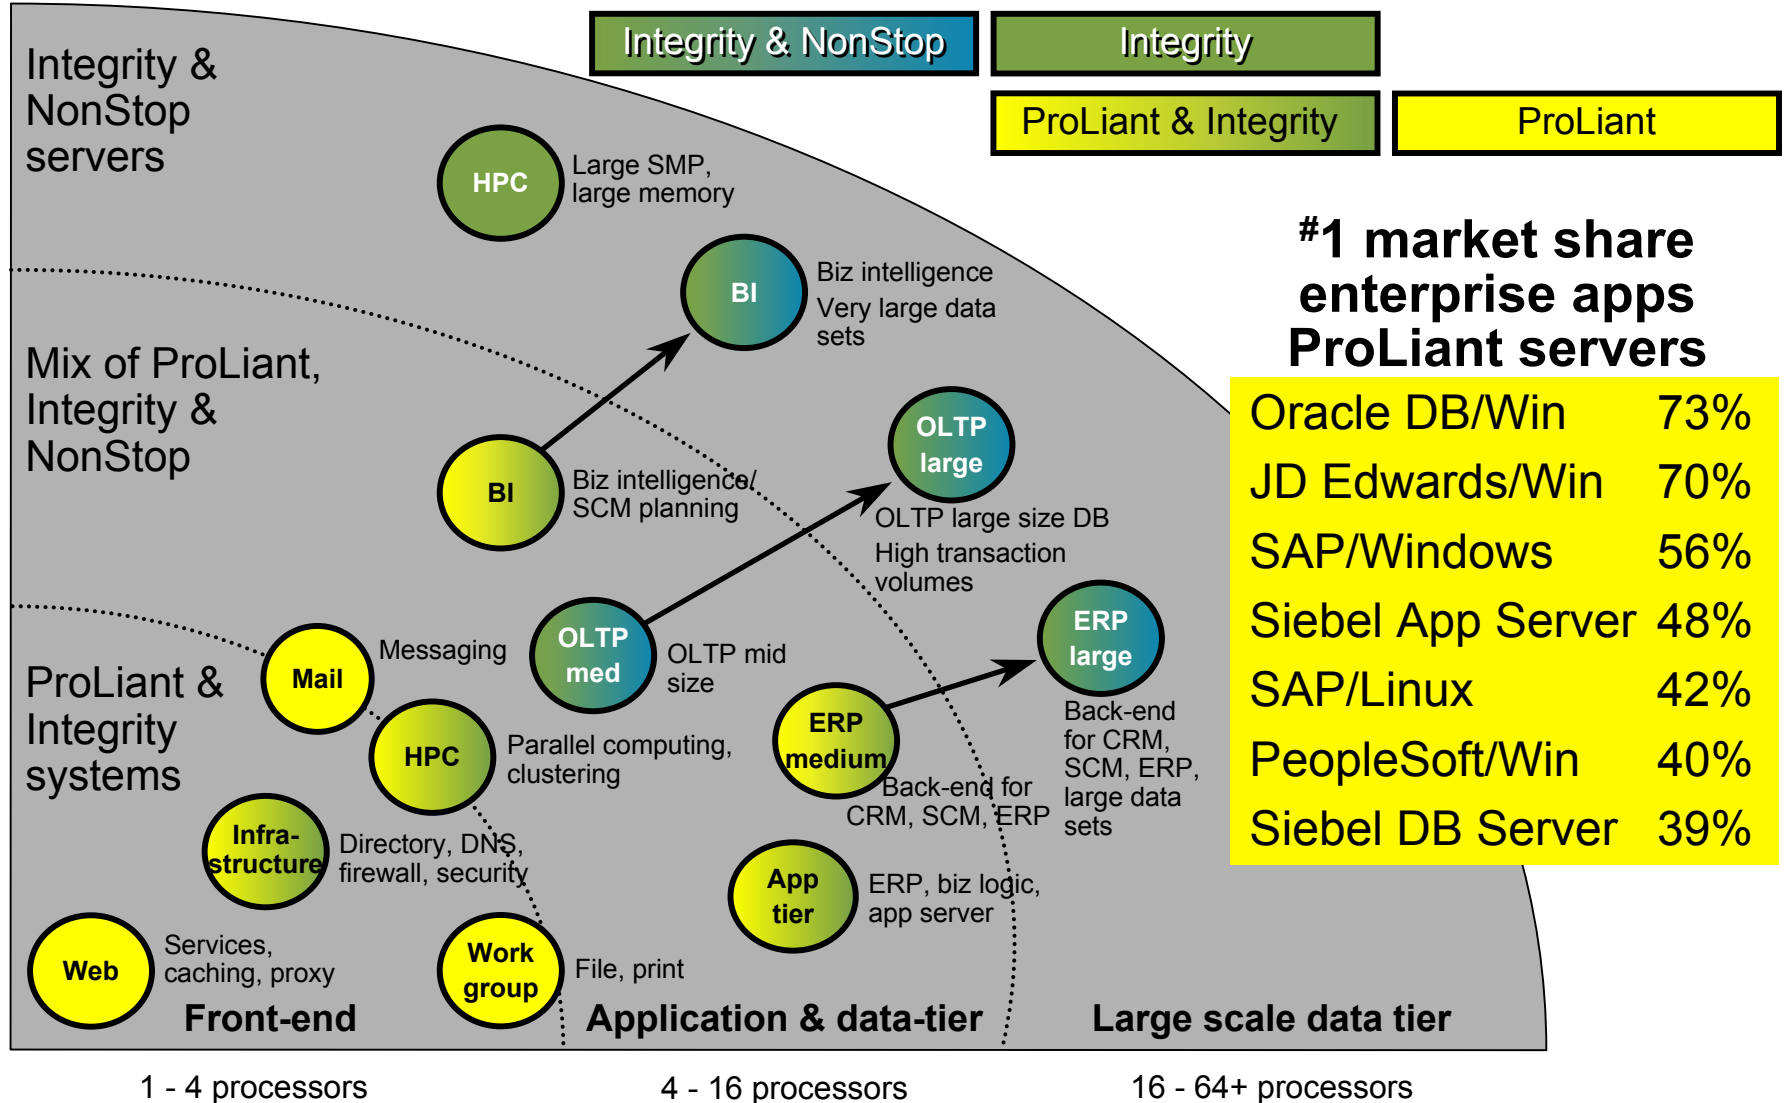 Integrity & NonStop
Integrity
ProLiant & Integrity
ProLiant
Integrity &
NonStop
servers
HPC
Large SMP,
large memory
BI
Biz intelligence
Very large data
sets
#1 market share
enterprise apps
ProLiant servers
Oracle DB/Win 73%
JD Edwards/Win 70%
SAP/Windows 56%
Siebel App Server 48%
SAP/Linux 42%
PeopleSoft/Win 40%
Siebel DB Server 39%
Mix of ProLiant,
Integrity &
NonStop
BI
Biz intelligence/
SCM planning
OLTP
large
OLTP large size DB
High transaction
volumes
ProLiant &
Integrity
systems
Mail
Messaging
OLTP
med
OLTP mid
size
ERP
large
Back-end
for CRM,
SCM, ERP,
large data
sets
HPC
Parallel computing,
clustering
ERP
medium
Back-end for
CRM, SCM, ERP
Infra-
structure
Directory, DNS,
firewall, security
App
tier
ERP, biz logic,
app server
Web
Services,
caching, proxy
Work
group
File, print
Front-end
Application & data-tier
Large scale data tier
1 - 4 processors
4 - 16 processors
16 - 64+ processors